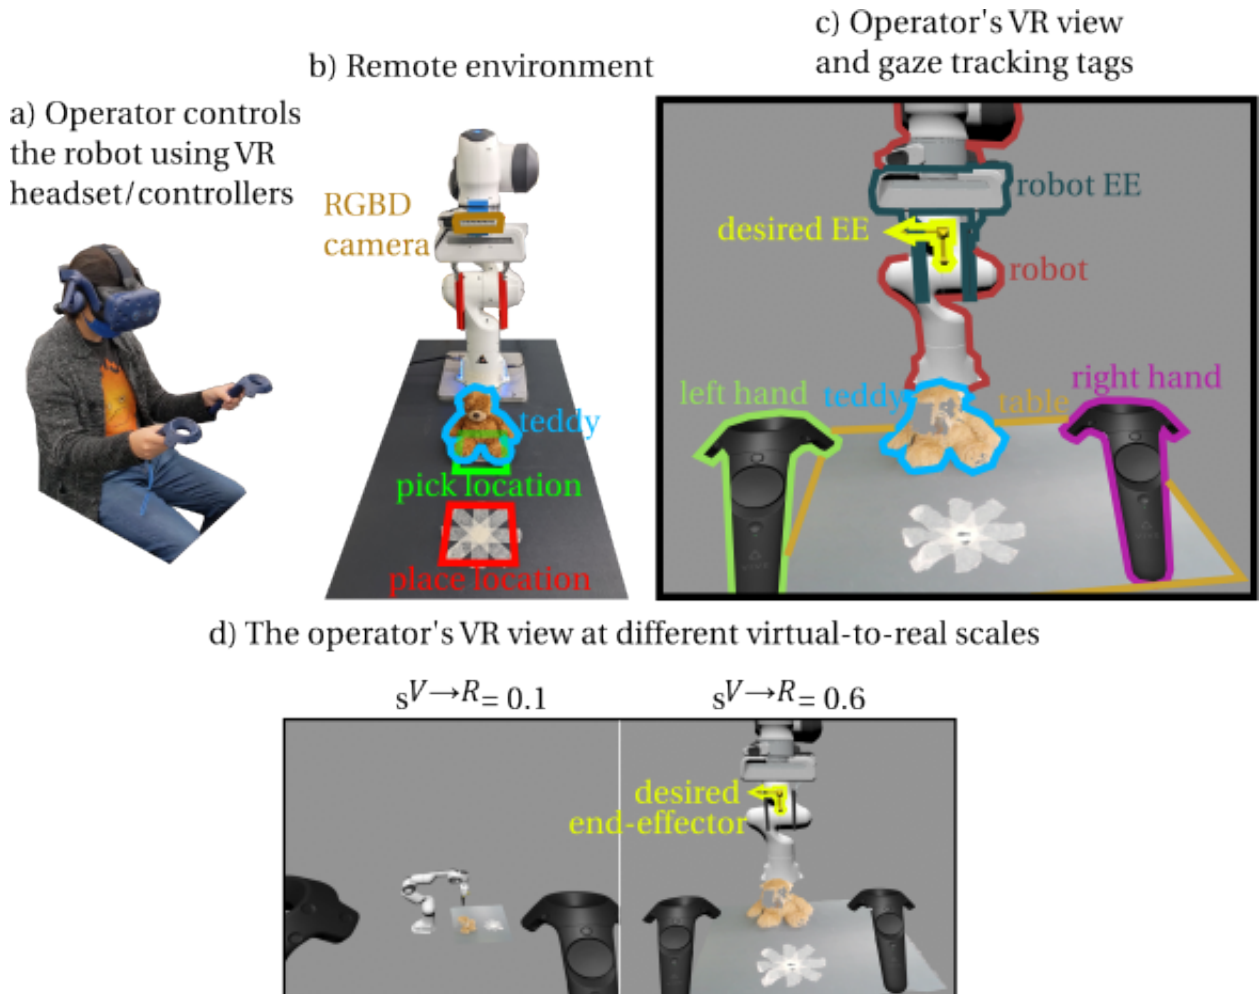 a) Operator controls
the robot using VR
headset/controllers
b) Remote environment
RGBD
camera
teddy
pick location
place location
c) Operator's VR view
and gaze tracking tags
robot EE
desired EE
robot
left hand
teddy
table
right hand
d) The operator's VR view at different virtual-to-real scales
sV→R= 0.1
sV→R= 0.6
desired
end-effector